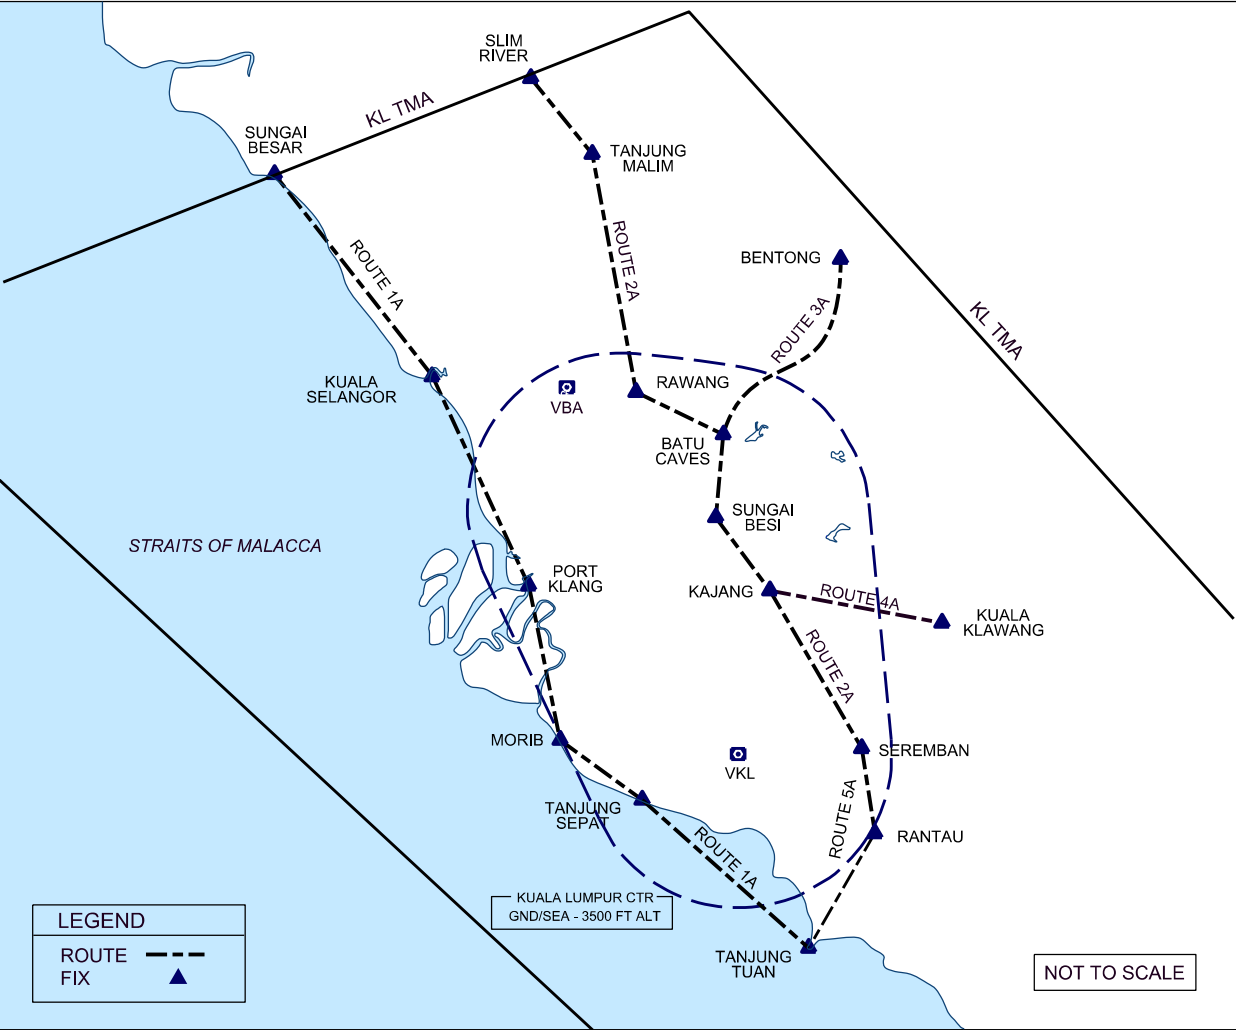 SLIM
RIVER
KL TMA
SUNGAI
BESAR
TANJUNG
MALIM
ROUTE 1A
ROUTE 2A
BENTONG
ROUTE 3A
KL TMA
KUALA
SELANGOR
VBA
RAWANG
BATU
CAVES
SUNGAI
BESI
STRAITS OF MALACCA
PORT
KLANG
KAJANG
ROUTE 4A
KUALA
KLAWANG
ROUTE 2A
MORIB
SEREMBAN
VKL
TANJUNG
SEPAT
ROUTE 5A
RANTAU
ROUTE 1A
KUALA LUMPUR CTR
GND/SEA - 3500 FT ALT
TANJUNG
TUAN
LEGEND
ROUTE
FIX
NOT TO SCALE